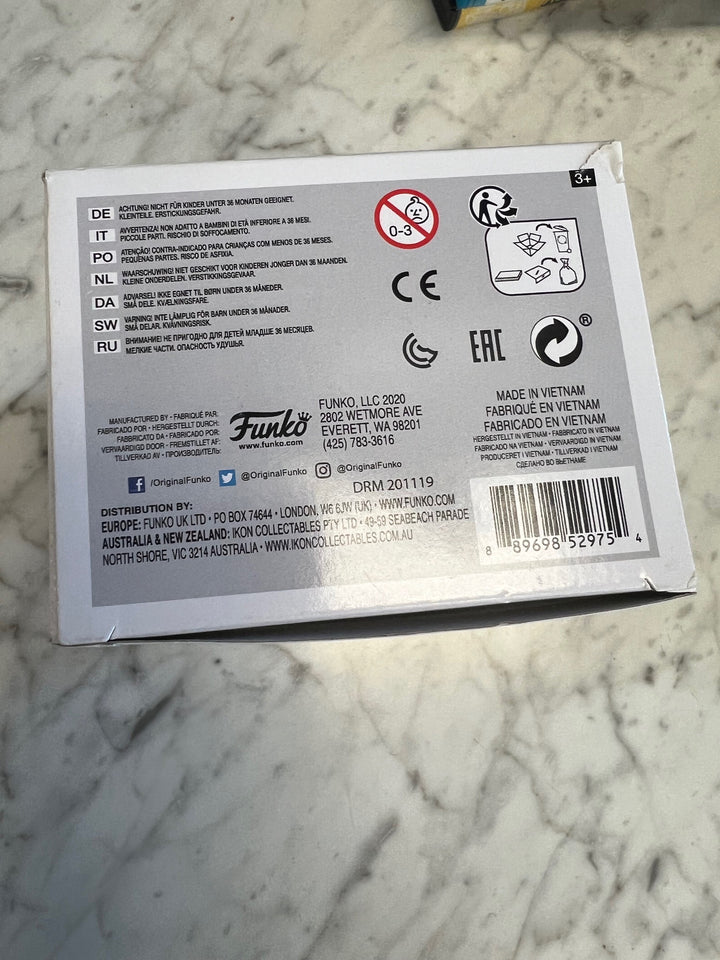 3+
DE ACHTUNG! NICHT FÜR KINDER UNTER 36 MONATEN GEEIGNET.
KLEINTEILE. ERSTICKUNGSGEFAHR.
IT AVVERTENZA! NON ADATTO A BAMBINI DI ETÀ INFERIORE A 36 MESI.
PICCOLE PARTI. RISCHIO DI SOFFOCAMENTO.
PO ATENÇÃO! CONTRA-INDICADO PARA CRIANÇAS COM MENOS DE 36 MESES.
PEQUENAS PARTES. RISCO DE ASFIXIA.
NL WAARSCHUWING! NIET GESCHIKT VOOR KINDEREN JONGER DAN 36 MAANDEN.
KLEINE ONDERDELEN. VERSTIKKINGSGEVAAR.
DA ADVARSEL! IKKE EGNET TIL BØRN UNDER 36 MÅNEDER.
SMÅ DELE. KVÆLNINGSFARE.
SW VARNING! INTE LÄMPLIG FÖR BARN UNDER 36 MÅNADER.
SMÅ DELAR. KVÄVNINGSRISK.
RU ВНИМАНИЕ! НЕ ПРИГОДНО ДЛЯ ДЕТЕЙ МЛАДШЕ 36 МЕСЯЦЕВ.
МЕЛКИЕ ЧАСТИ. ОПАСНОСТЬ УДУШЬЯ.
0-3
CE
EAC
®
MANUFACTURED BY • FABRIQUÉ PAR:
FABRICADO POR • HERGESTELLT DURCH:
FABBRICATO DA • FABRICADO POR:
VERVAARDIGD DOOR • FREMSTILLET AF:
TILLVERKAD AV • ПРОИЗВОДИТЕЛЬ:
Funko
www.funko.com
FUNKO, LLC 2020
2802 WETMORE AVE
EVERETT, WA 98201
(425) 783-3616
MADE IN VIETNAM
FABRIQUÉ EN VIETNAM
FABRICADO EN VIETNAM
HERGESTELLT IN VIETNAM • FABBRICATO IN VIETNAM
FABRICADO NA VIETNAM • VERVAARDIGD IN VIETNAM
PRODUCERET I VIETNAM • TILLVERKAD I VIETNAM
СДЕЛАНО ВО ВЬЕТНАМЕ
f /OriginalFunko @OriginalFunko @OriginalFunko
DRM 201119
DISTRIBUTION BY:
EUROPE: FUNKO UK LTD • PO BOX 74644 • LONDON, W6 6JW (UK) • WWW.FUNKO.COM
AUSTRALIA & NEW ZEALAND: IKON COLLECTABLES PTY LTD • 49-59 SEABEACH PARADE
NORTH SHORE, VIC 3214 AUSTRALIA • WWW.IKONCOLLECTABLES.COM.AU
8 89698 52975 4